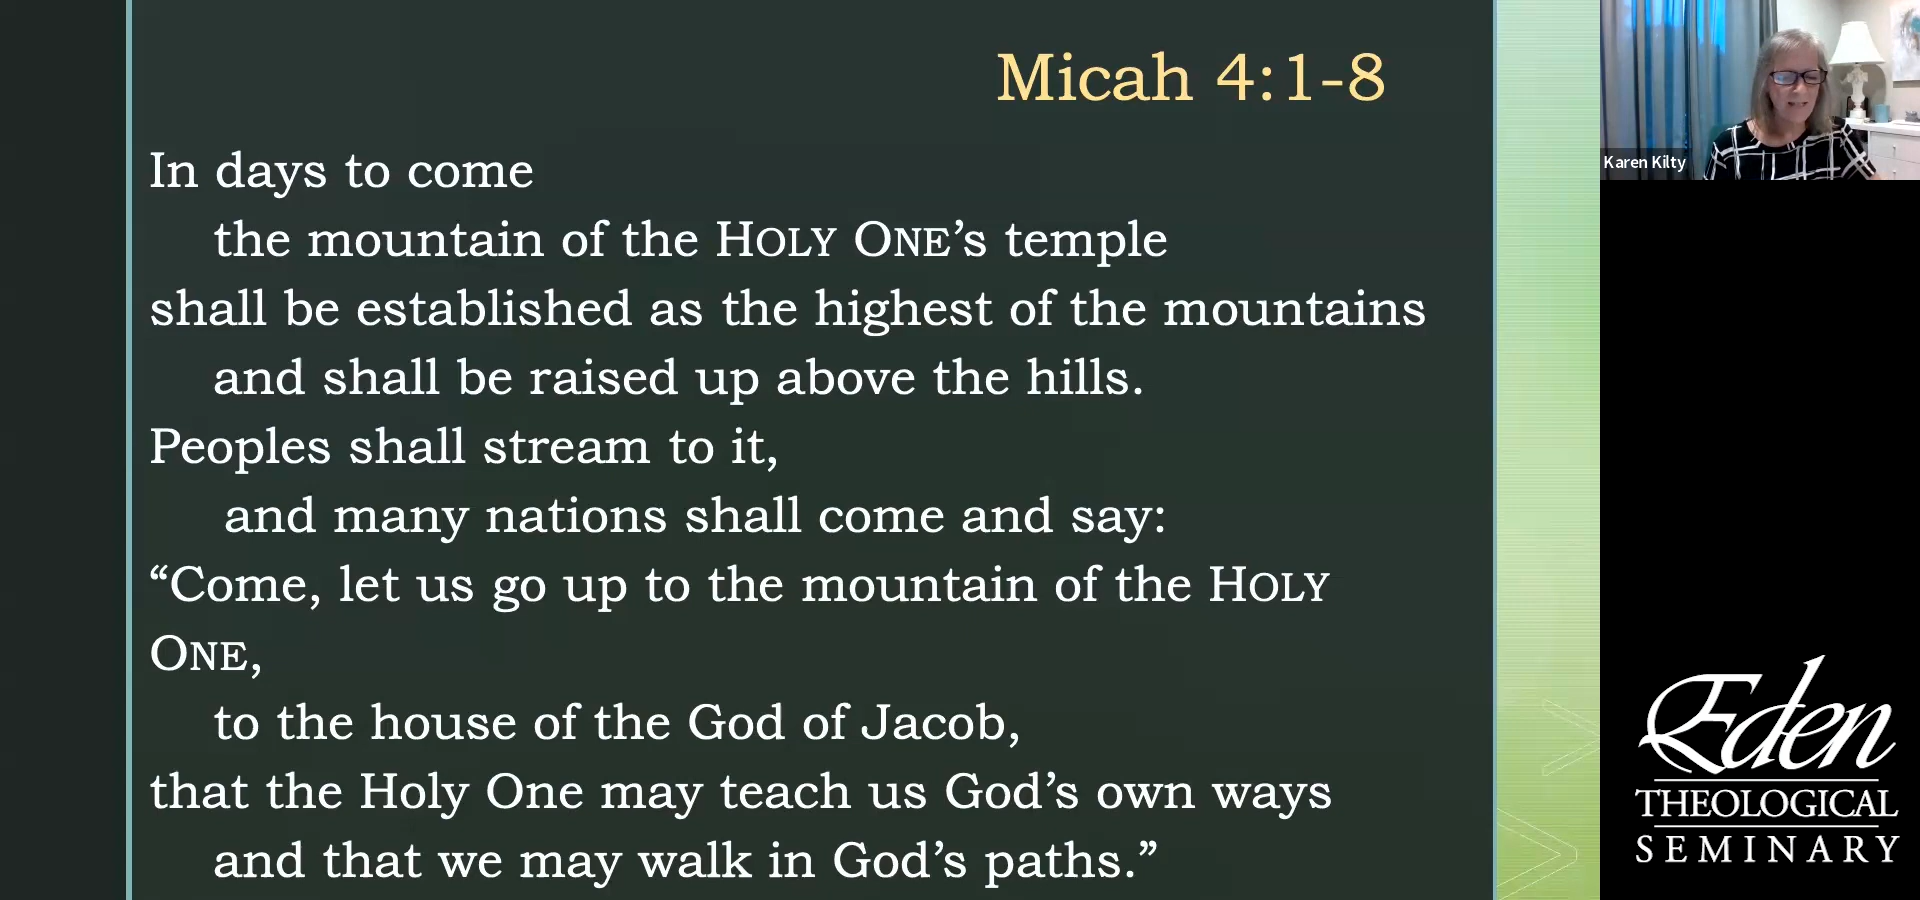 Micah 4:1-8
In days to come
the mountain of the HOLY ONE’s temple
shall be established as the highest of the mountains
and shall be raised up above the hills.
Peoples shall stream to it,
and many nations shall come and say:
“Come, let us go up to the mountain of the HOLY
ONE,
to the house of the God of Jacob,
that the Holy One may teach us God’s own ways
and that we may walk in God’s paths.”
Karen Kilty
Eden
THEOLOGICAL
SEMINARY